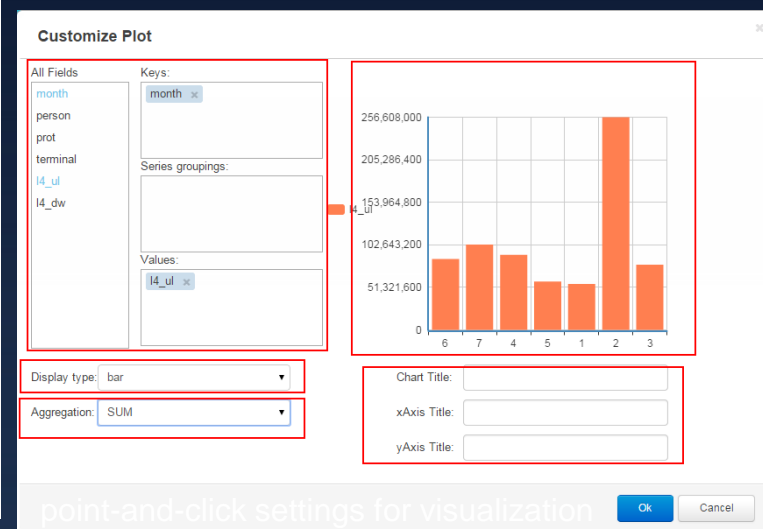 Customize Plot
×
All Fields
month
person
prot
terminal
l4_ul
l4_dw
Keys:
month ×
Series groupings:
Values:
l4_ul ×
l4_ul
256,608,000
205,286,400
153,964,800
102,643,200
51,321,600
0
6 7 4 5 1 2 3
Display type: bar
Aggregation: SUM
Chart Title:
xAxis Title:
yAxis Title:
point-and-click settings for visualization
Ok
Cancel